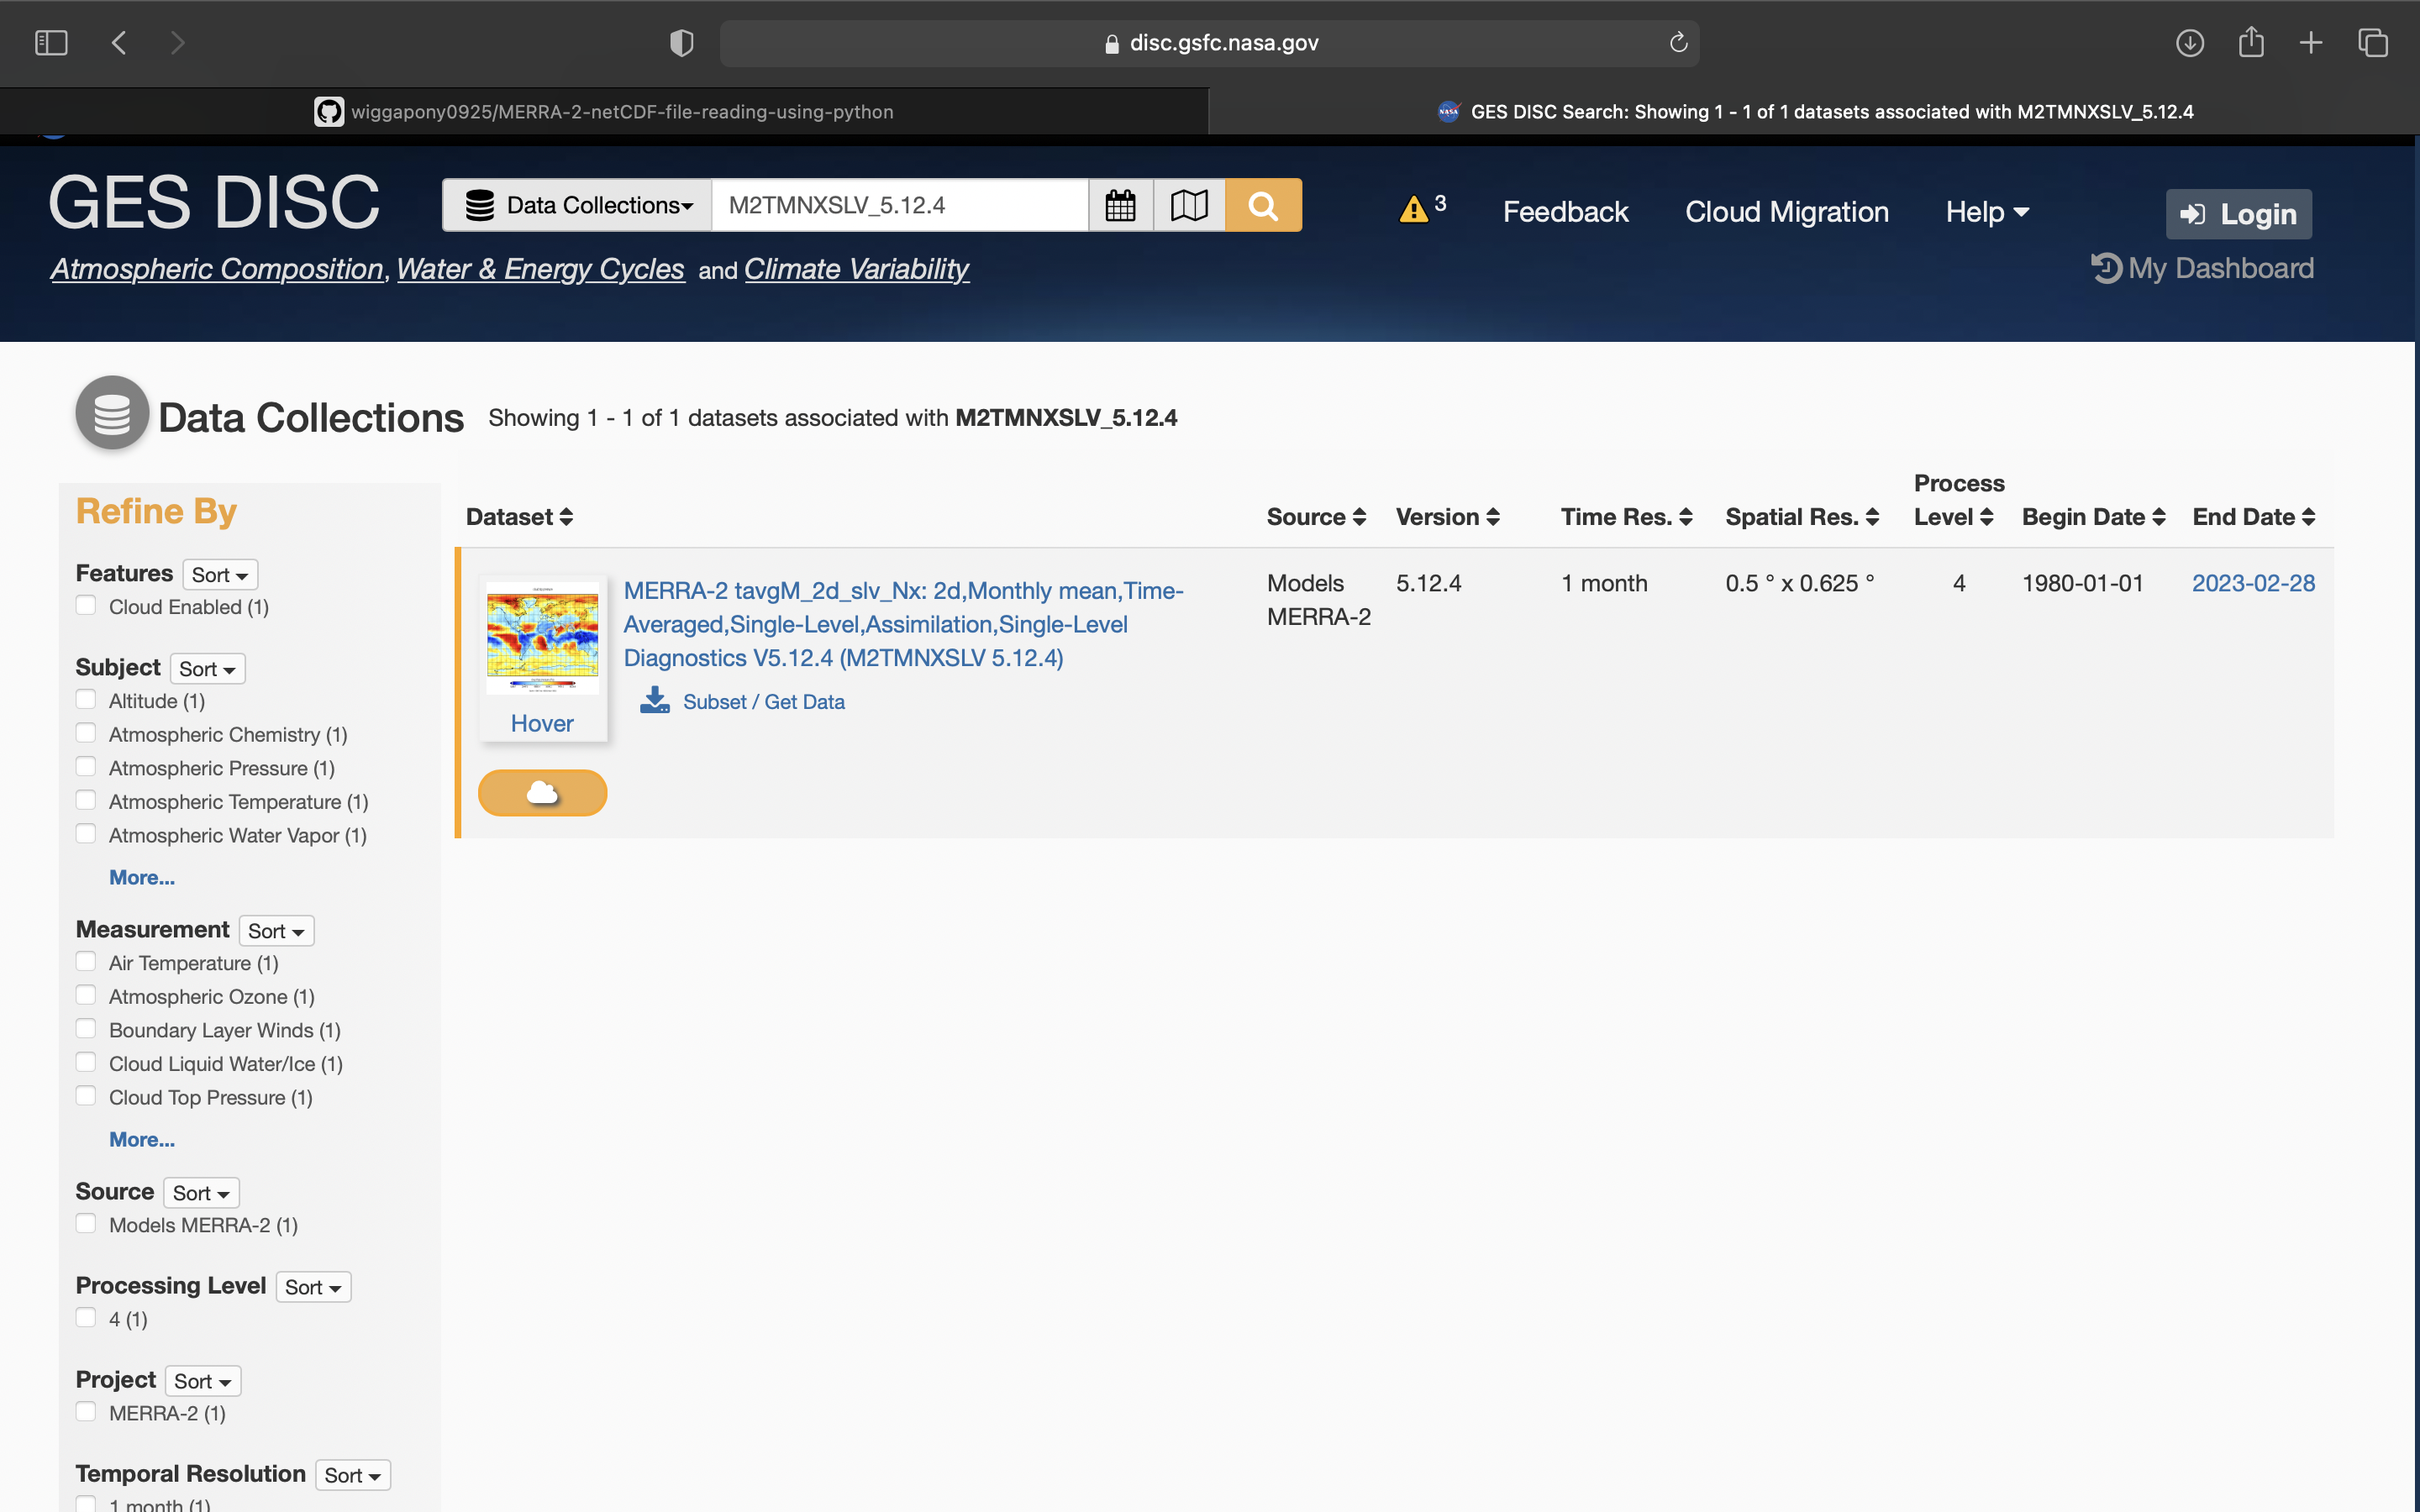 disc.gsfc.nasa.gov
wiggapony0925/MERRA-2-netCDF-file-reading-using-python
GES DISC Search: Showing 1 - 1 of 1 datasets associated with M2TMNXSLV_5.12.4
GES DISC
Data Collections
M2TMNXSLV_5.12.4
3
Feedback
Cloud Migration
Help
Login
Atmospheric Composition, Water & Energy Cycles and Climate Variability
My Dashboard
Data Collections
Showing 1 - 1 of 1 datasets associated with M2TMNXSLV_5.12.4
Refine By
Features Sort
Cloud Enabled (1)
Subject Sort
Altitude (1)
Atmospheric Chemistry (1)
Atmospheric Pressure (1)
Atmospheric Temperature (1)
Atmospheric Water Vapor (1)
More...
Measurement Sort
Air Temperature (1)
Atmospheric Ozone (1)
Boundary Layer Winds (1)
Cloud Liquid Water/Ice (1)
Cloud Top Pressure (1)
More...
Source Sort
Models MERRA-2 (1)
Processing Level Sort
4 (1)
Project Sort
MERRA-2 (1)
Temporal Resolution Sort
1 month (1)
Dataset
Source
Version
Time Res.
Spatial Res.
Process
Level
Begin Date
End Date
MERRA-2 tavgM_2d_slv_Nx: 2d,Monthly mean,Time-
Averaged,Single-Level,Assimilation,Single-Level
Diagnostics V5.12.4 (M2TMNXSLV 5.12.4)
Subset / Get Data
Hover
Models
MERRA-2
5.12.4
1 month
0.5 ° x 0.625 °
4
1980-01-01
2023-02-28